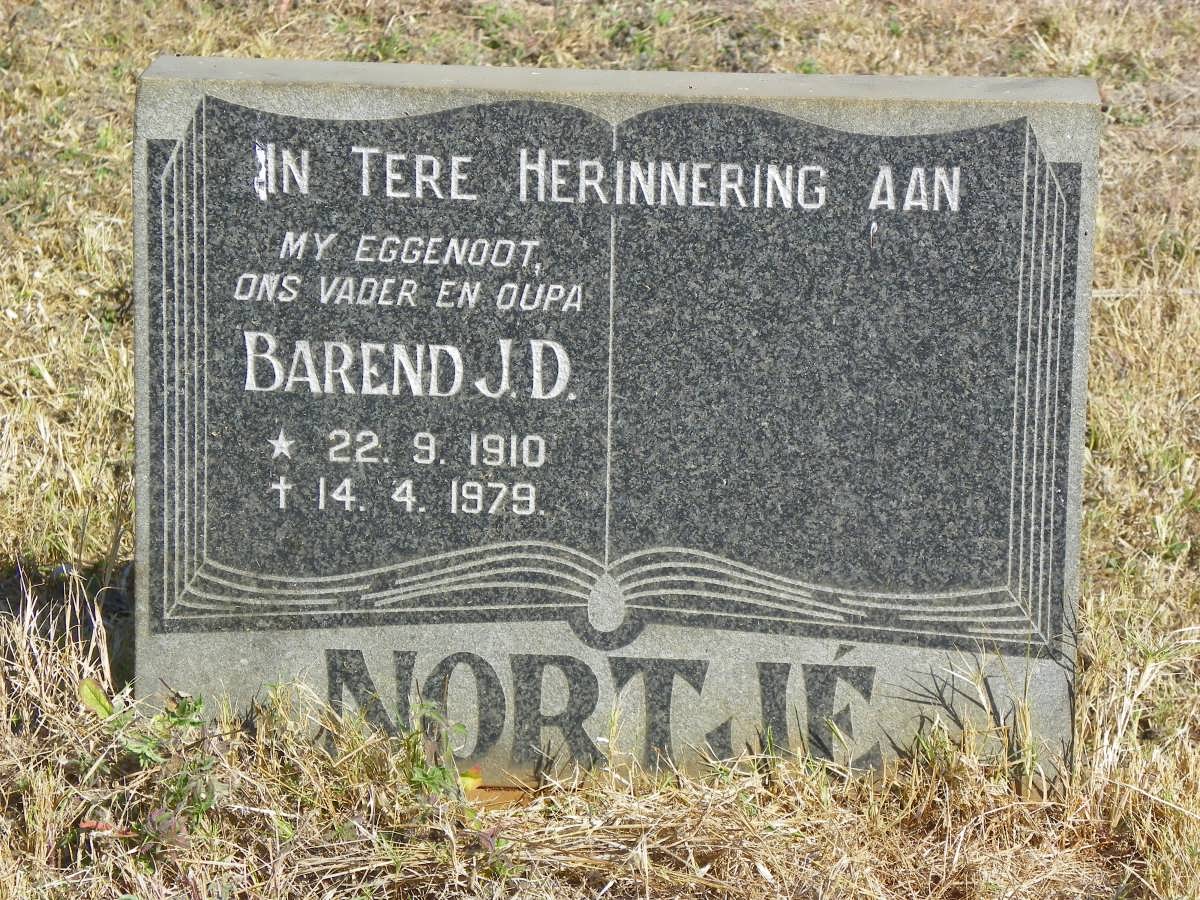 In Tere Herinnering Aan
MY EGGENOOT,
ONS VADER EN OUPA
BAREND J.D.
★ 22. 9. 1910
† 14. 4. 1979.
NORTJÉ